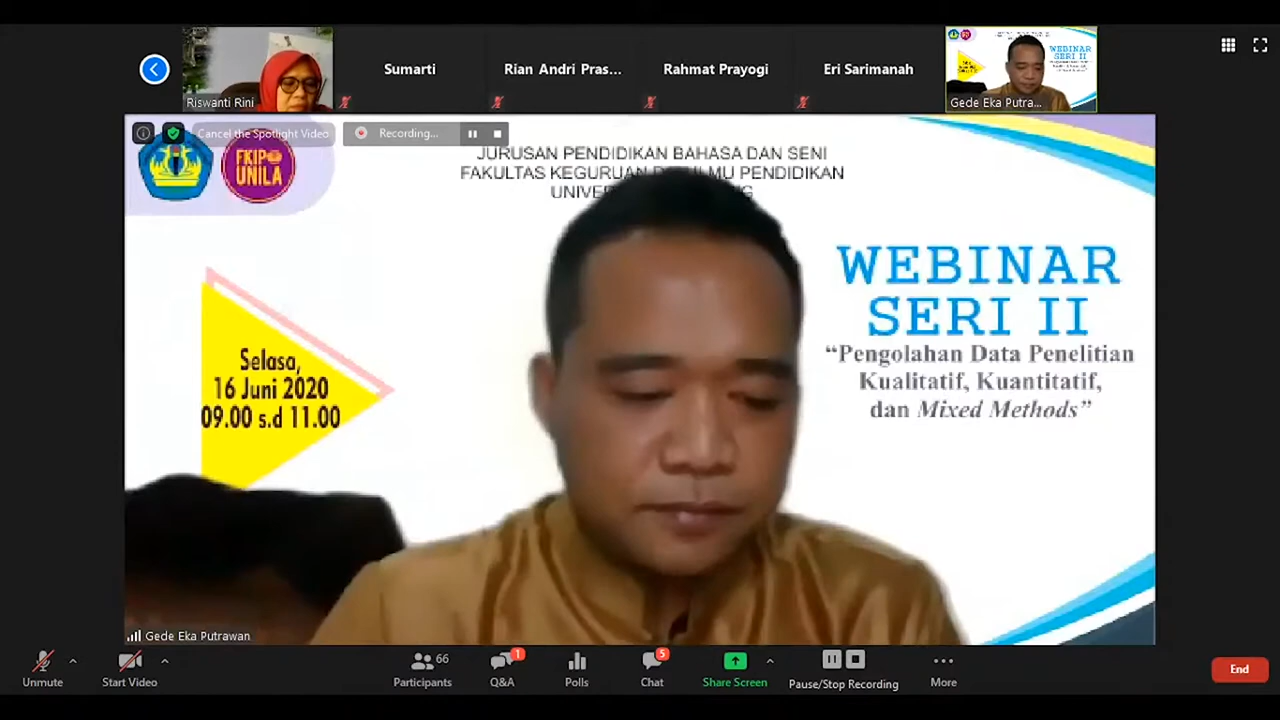 Riswanti Rini
Sumarti
Rian Andri Pras...
Rahmat Prayogi
Eri Sarimanah
Gede Eka Putra...
Cancel the Spotlight Video
Recording...
FKIP
UNILA
JURUSAN PENDIDIKAN BAHASA DAN SENI
FAKULTAS KEGURUAN ILMU PENDIDIKAN
WEBINAR
SERI II
“Pengolahan Data Penelitian
Kualitatif, Kuantitatif,
dan Mixed Methods”
Selasa,
16 Juni 2020
09.00 s.d 11.00
Gede Eka Putrawan
Unmute
Start Video
66
Participants
1
Q&A
Polls
5
Chat
Share Screen
Pause/Stop Recording
More
End